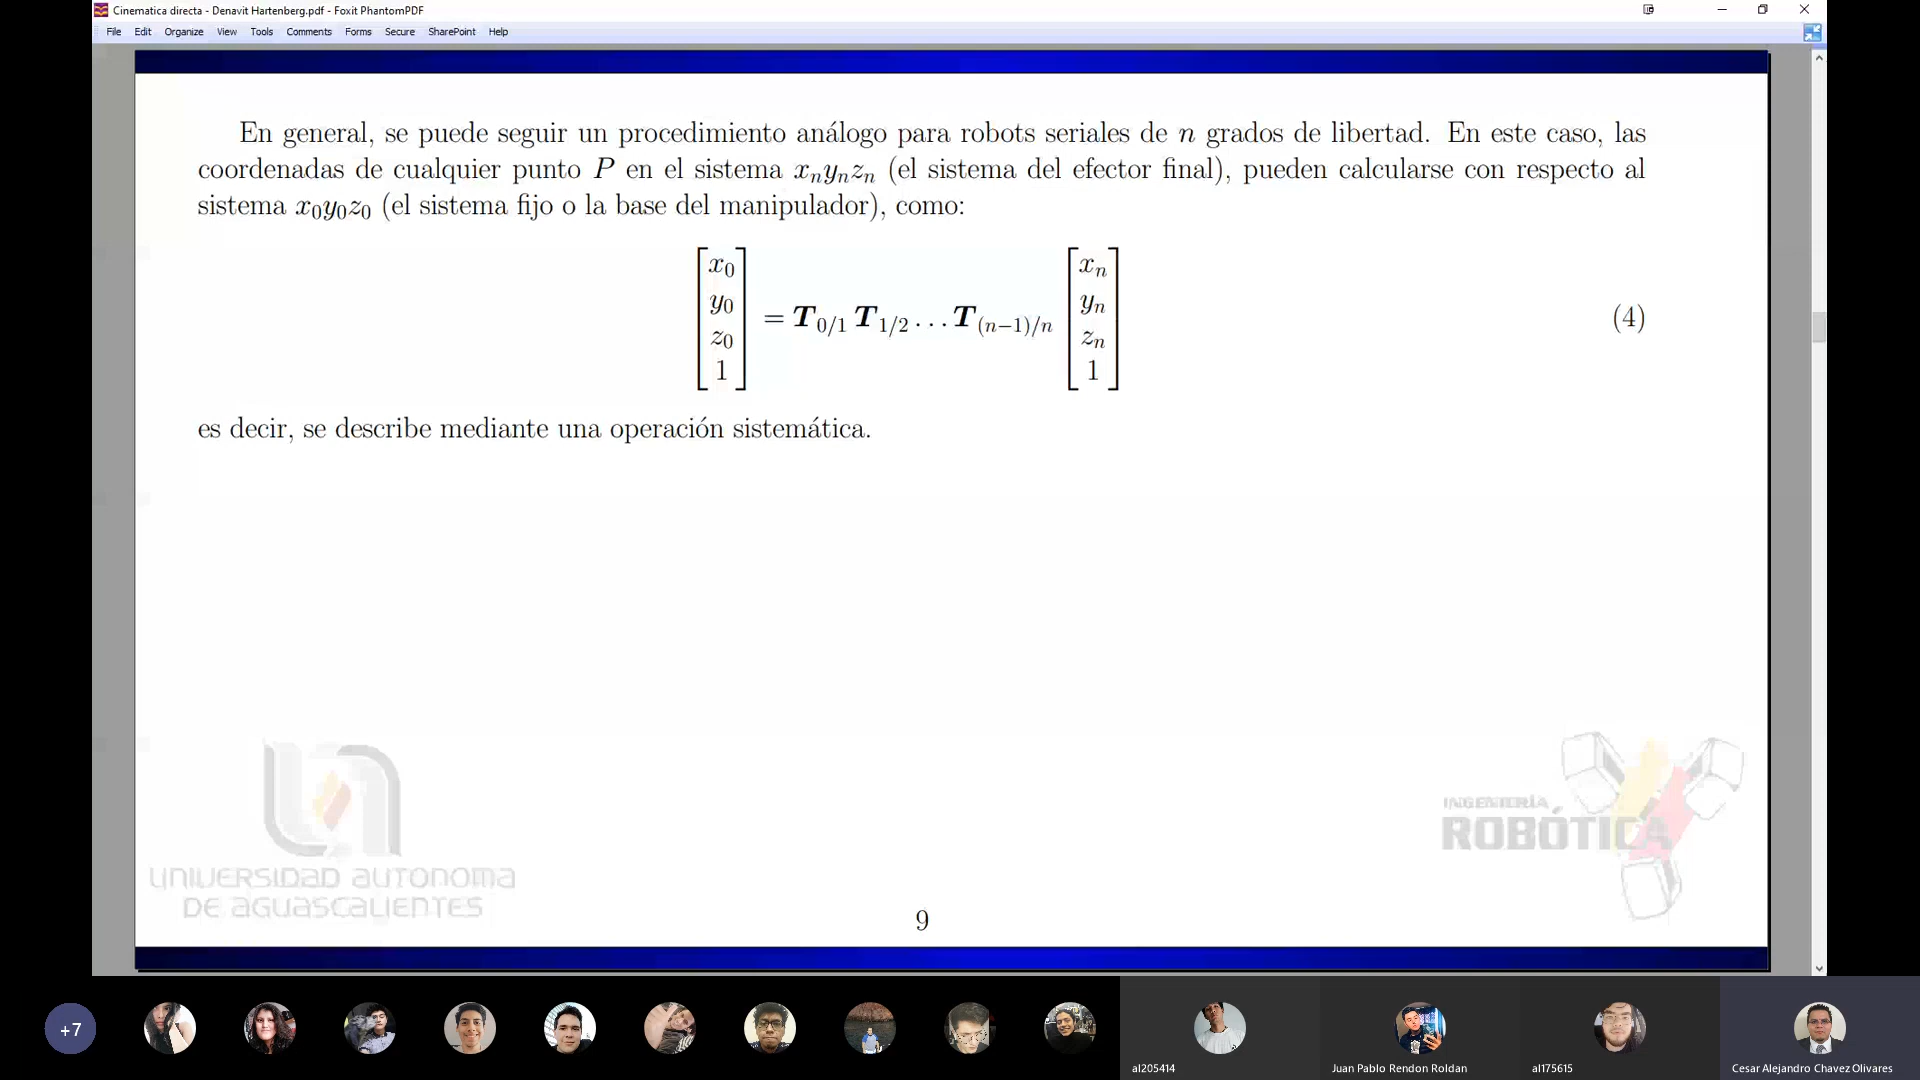 Cinematica directa - Denavit Hartenberg.pdf - Foxit PhantomPDF
File Edit Organize View Tools Comments Forms Secure SharePoint Help
En general, se puede seguir un procedimiento análogo para robots seriales de n grados de libertad. En este caso, las
coordenadas de cualquier punto P en el sistema xₙyₙzₙ (el sistema del efector final), pueden calcularse con respecto al
sistema x₀y₀z₀ (el sistema fijo o la base del manipulador), como:
[x₀ y₀ z₀ 1] = T₀/₁ T₁/₂ … T₍ₙ₋₁₎/ₙ [xₙ yₙ zₙ 1] (4)
es decir, se describe mediante una operación sistemática.
UNIVERSIDAD AUTONOMA
DE AGUASCALIENTES
INGENIERÍA
ROBÓTICA
9
+7
al205414
Juan Pablo Rendon Roldan
al175615
Cesar Alejandro Chavez Olivares